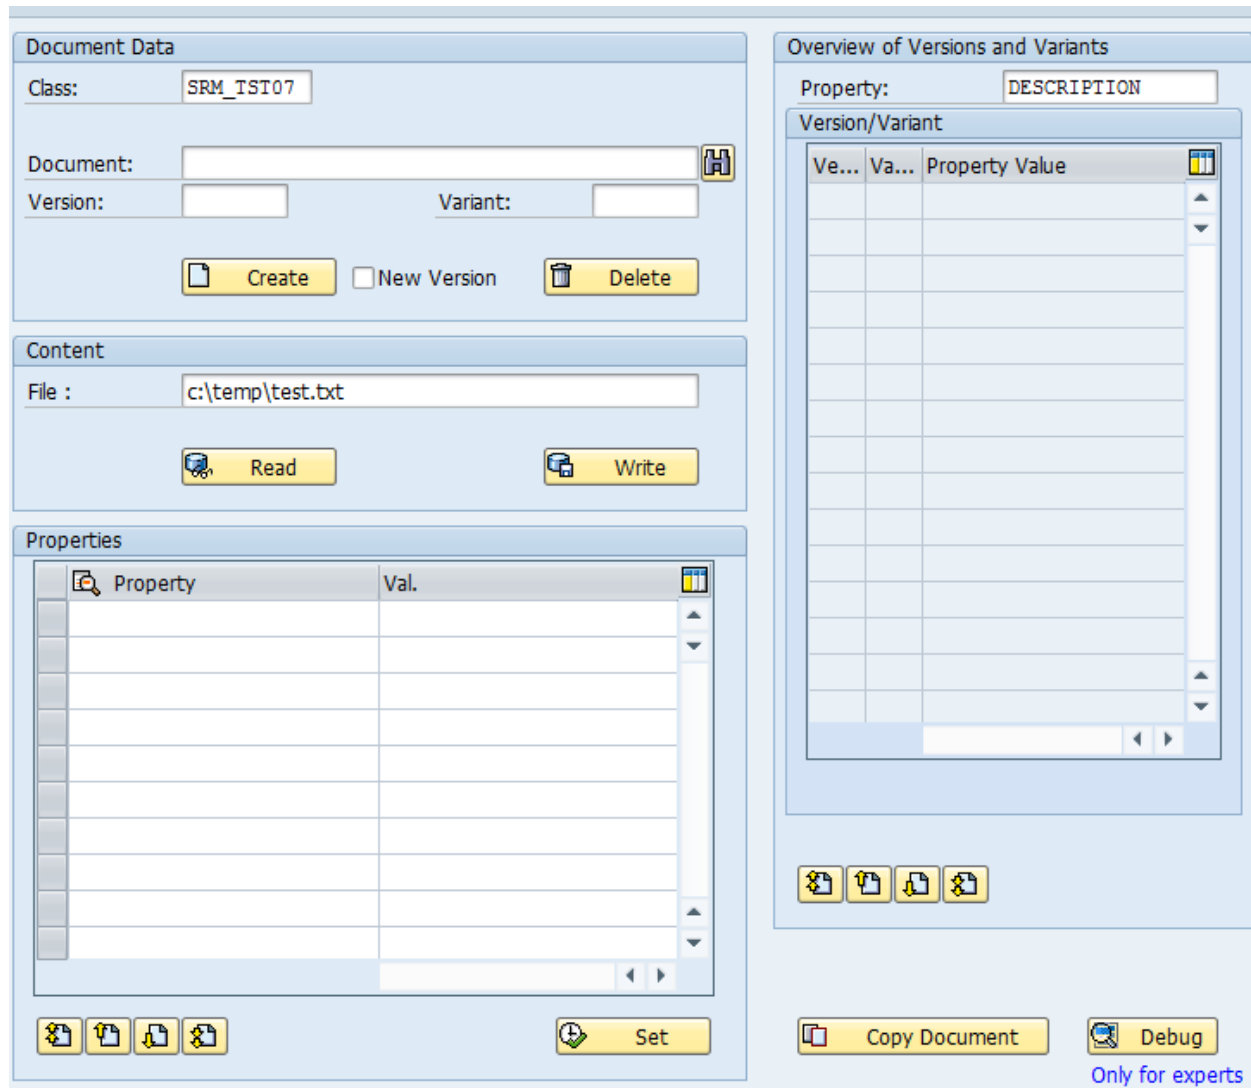 Document Data
Class: SRM_TST07
Document:
Version: Variant:
Create New Version Delete
Content
File : c:\temp\test.txt
Read Write
Properties
Property Val.
Set
Overview of Versions and Variants
Property: DESCRIPTION
Version/Variant
Ve... Va... Property Value
Copy Document Debug
Only for experts